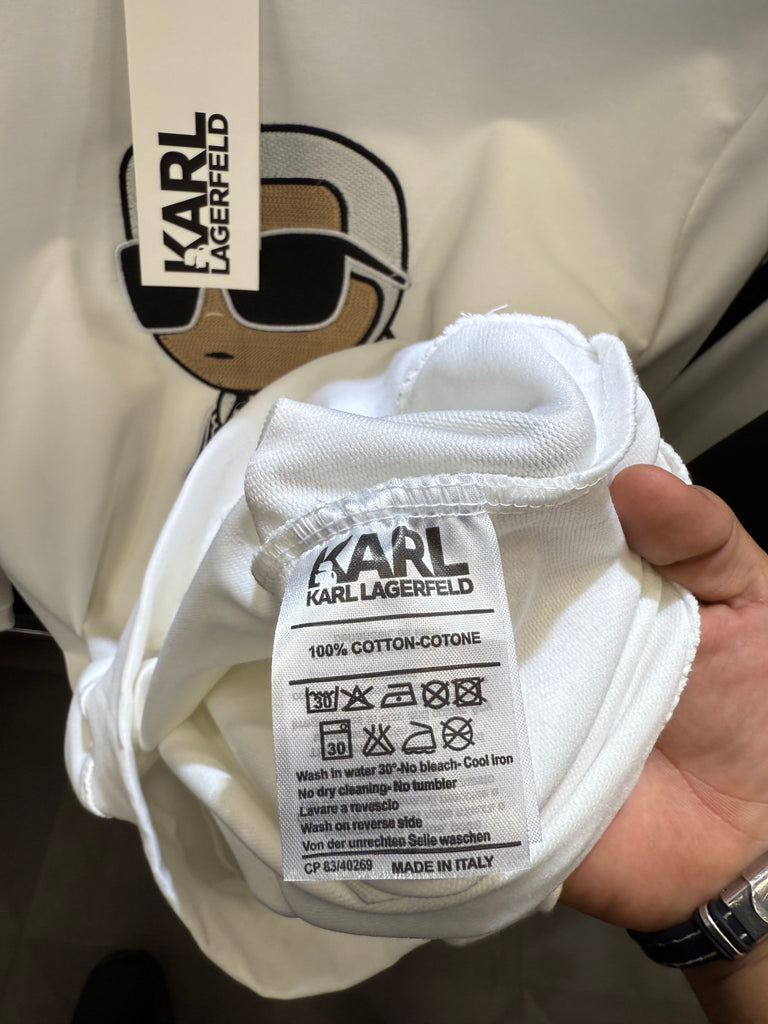 KARL
LAGERFELD
KARL
KARL LAGERFELD
100% COTTON-COTONE
30
30
Wash in water 30°-No bleach- Cool iron
No dry cleaning- No tumbler
Lavare a revescio
Wash on reverse side
Von der unrechten Seile waschen
CP 83/40269 MADE IN ITALY